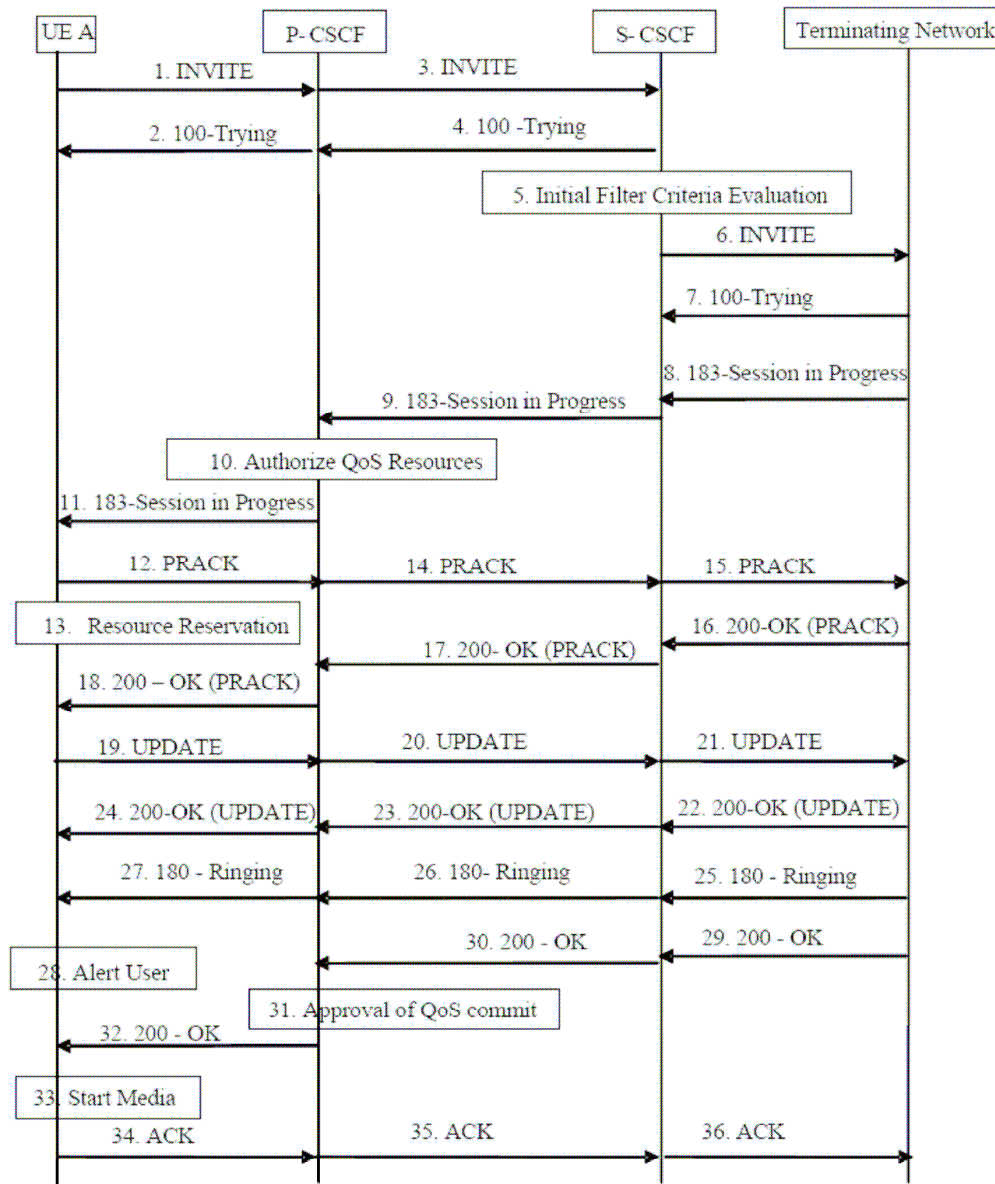 UE A
P- CSCF
S- CSCF
Terminating Network
1. INVITE
3. INVITE
2. 100-Trying
4. 100 -Trying
5. Initial Filter Criteria Evaluation
6. INVITE
7. 100-Trying
8. 183-Session in Progress
9. 183-Session in Progress
10. Authorize QoS Resources
11. 183-Session in Progress
12. PRACK
14. PRACK
15. PRACK
13. Resource Reservation
16. 200-OK (PRACK)
17. 200- OK (PRACK)
18. 200 – OK (PRACK)
19. UPDATE
20. UPDATE
21. UPDATE
24. 200-OK (UPDATE)
23. 200-OK (UPDATE)
22. 200-OK (UPDATE)
27. 180 - Ringing
26. 180- Ringing
25. 180 - Ringing
30. 200 - OK
29. 200 - OK
28. Alert User
31. Approval of QoS commit
32. 200 - OK
33. Start Media
34. ACK
35. ACK
36. ACK